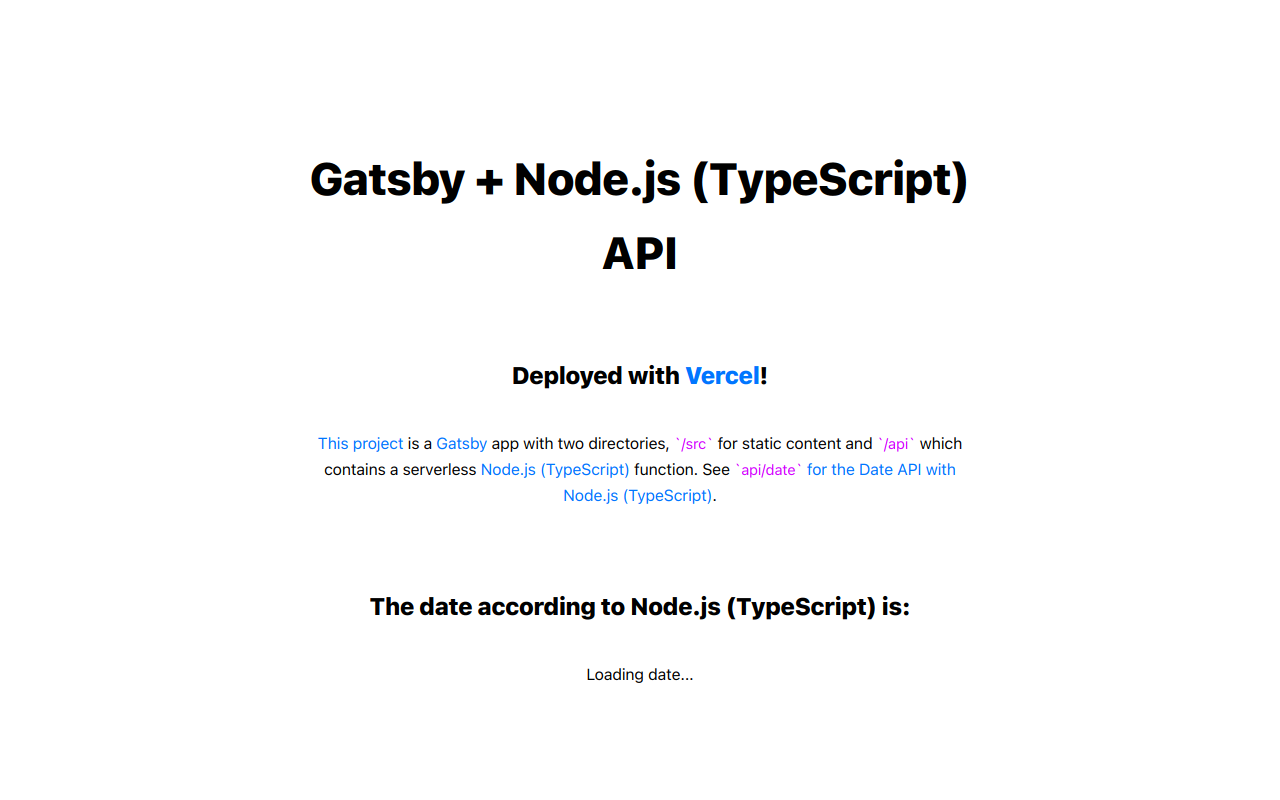 Gatsby + Node.js (TypeScript)
API
Deployed with Vercel!
This project is a Gatsby app with two directories, `/src` for static content and `/api` which
contains a serverless Node.js (TypeScript) function. See `api/date` for the Date API with
Node.js (TypeScript).
The date according to Node.js (TypeScript) is:
Loading date...